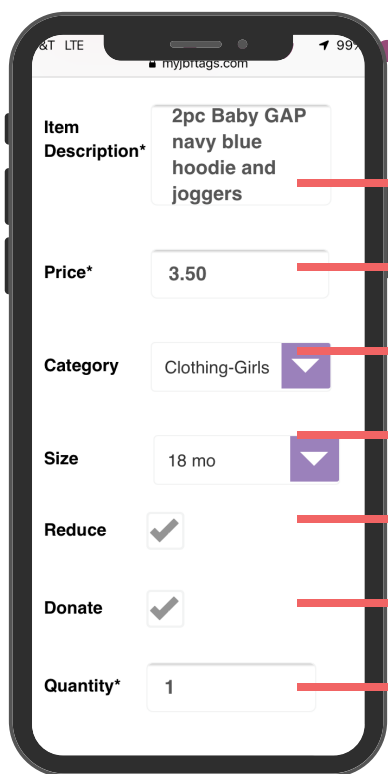 &T LTE 99%
myjbftags.com
Item
Description*
2pc Baby GAP
navy blue
hoodie and
joggers
Price* 3.50
Category Clothing-Girls
Size 18 mo
Reduce
Donate
Quantity* 1